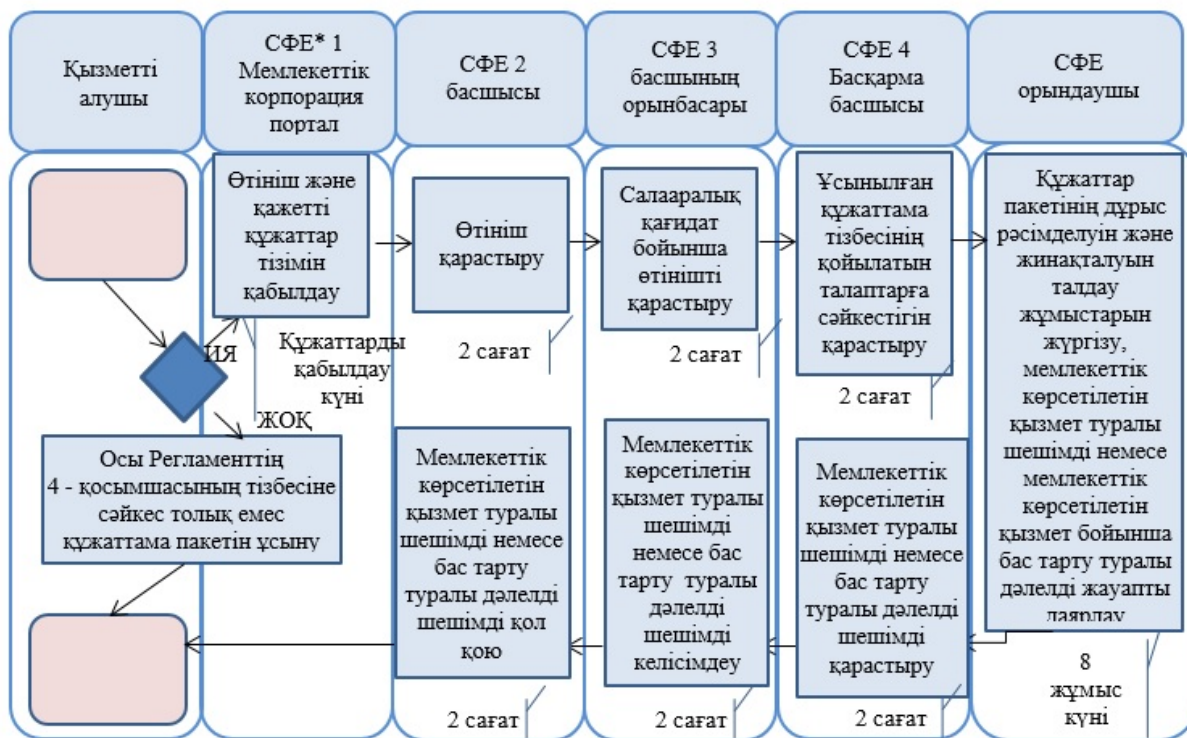 Қызметті
алушы
СФЕ* 1
Мемлекеттік
корпорация
портал
СФЕ 2
басшысы
СФЕ 3
басшының
орынбасары
СФЕ 4
Басқарма
басшысы
СФЕ
орындаушы
Өтініш және
қажетті
құжаттар
тізімін
қабылдау
Өтініш
қарастыру
Салааралық
қағидат
бойынша
өтінішті
қарастыру
Ұсынылған
құжаттама
тізбесінің
қойылатын
талаптарға
сәйкестігін
қарастыру
Құжаттар
пакетінің дұрыс
рәсімделуін және
жинақталуын
талдау
жұмыстарын
жүргізу,
мемлекеттік
көрсетілетін
қызмет туралы
шешімді немесе
мемлекеттік
көрсетілетін
қызмет бойынша
бас тарту туралы
дәлелді жауапты
даярлау
ИЯ
Құжаттарды
қабылдау
күні
2 сағат
2 сағат
2 сағат
ЖОҚ
Осы Регламенттің
4 - қосымшасының тізбесіне
сәйкес толық емес
құжаттама пакетін ұсыну
Мемлекеттік
көрсетілетін
қызмет туралы
шешімді немесе
бас тарту
туралы дәлелді
шешімді қол
қою
Мемлекеттік
көрсетілетін
қызмет туралы
шешімді
немесе бас
тарту туралы
дәлелді
шешімді
келісімдеу
Мемлекеттік
көрсетілетін
қызмет туралы
шешімді немесе
бас тарту
туралы дәлелді
шешімді
қарастыру
2 сағат
2 сағат
2 сағат
8
жұмыс
күні